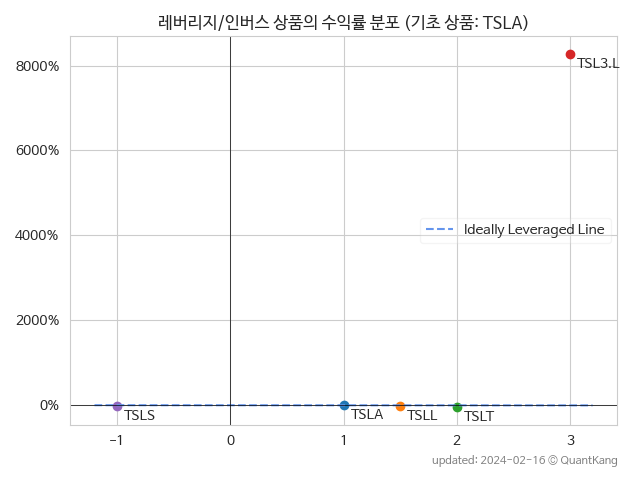 레버리지/인버스 상품의 수익률 분포 (기초 상품: TSLA)
8000%
TSL3.L
6000%
4000%
Ideally Leveraged Line
2000%
0%
TSLS
TSLA
TSLL
TSLT
−1
0
1
2
3
updated: 2024-02-16 © QuantKang